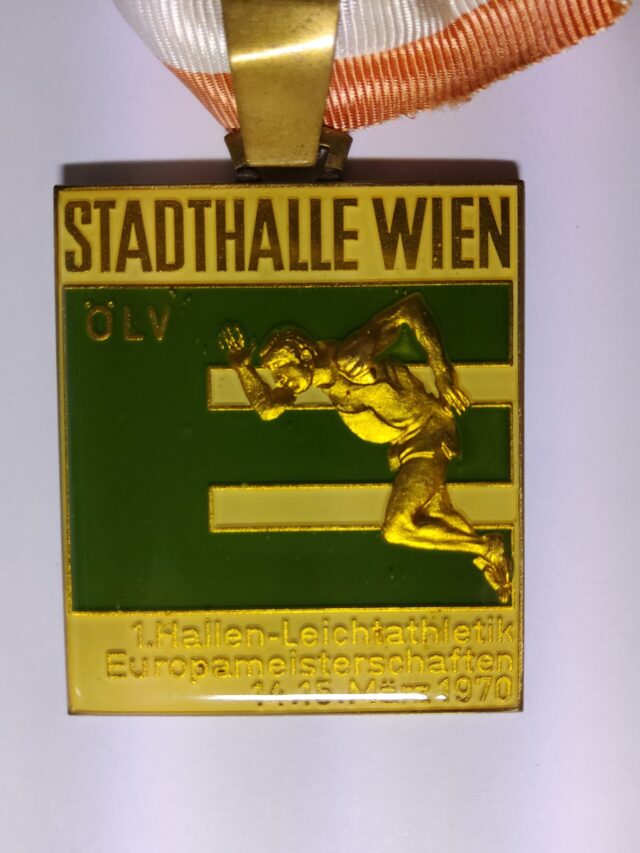 STADTHALLE WIEN
ÖLV
1.Hallen-Leichtathletik
Europameisterschaften
14.15.März 1970